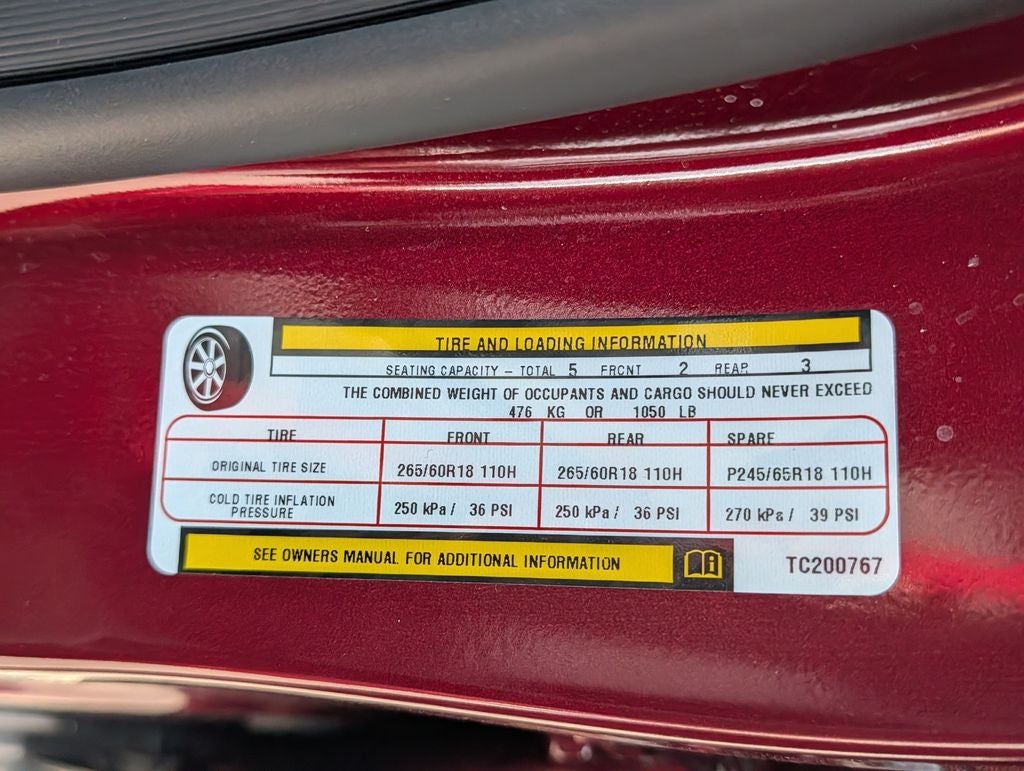 TIRE AND LOADING INFORMATION
SEATING CAPACITY – TOTAL 5 FRONT 2 REAR 3
THE COMBINED WEIGHT OF OCCUPANTS AND CARGO SHOULD NEVER EXCEED
476 KG OR 1050 LB
TIRE FRONT REAR SPARE
ORIGINAL TIRE SIZE 265/60R18 110H 265/60R18 110H P245/65R18 110H
COLD TIRE INFLATION
PRESSURE 250 kPa / 36 PSI 250 kPa / 36 PSI 270 kPa / 39 PSI
SEE OWNERS MANUAL FOR ADDITIONAL INFORMATION
TC200767